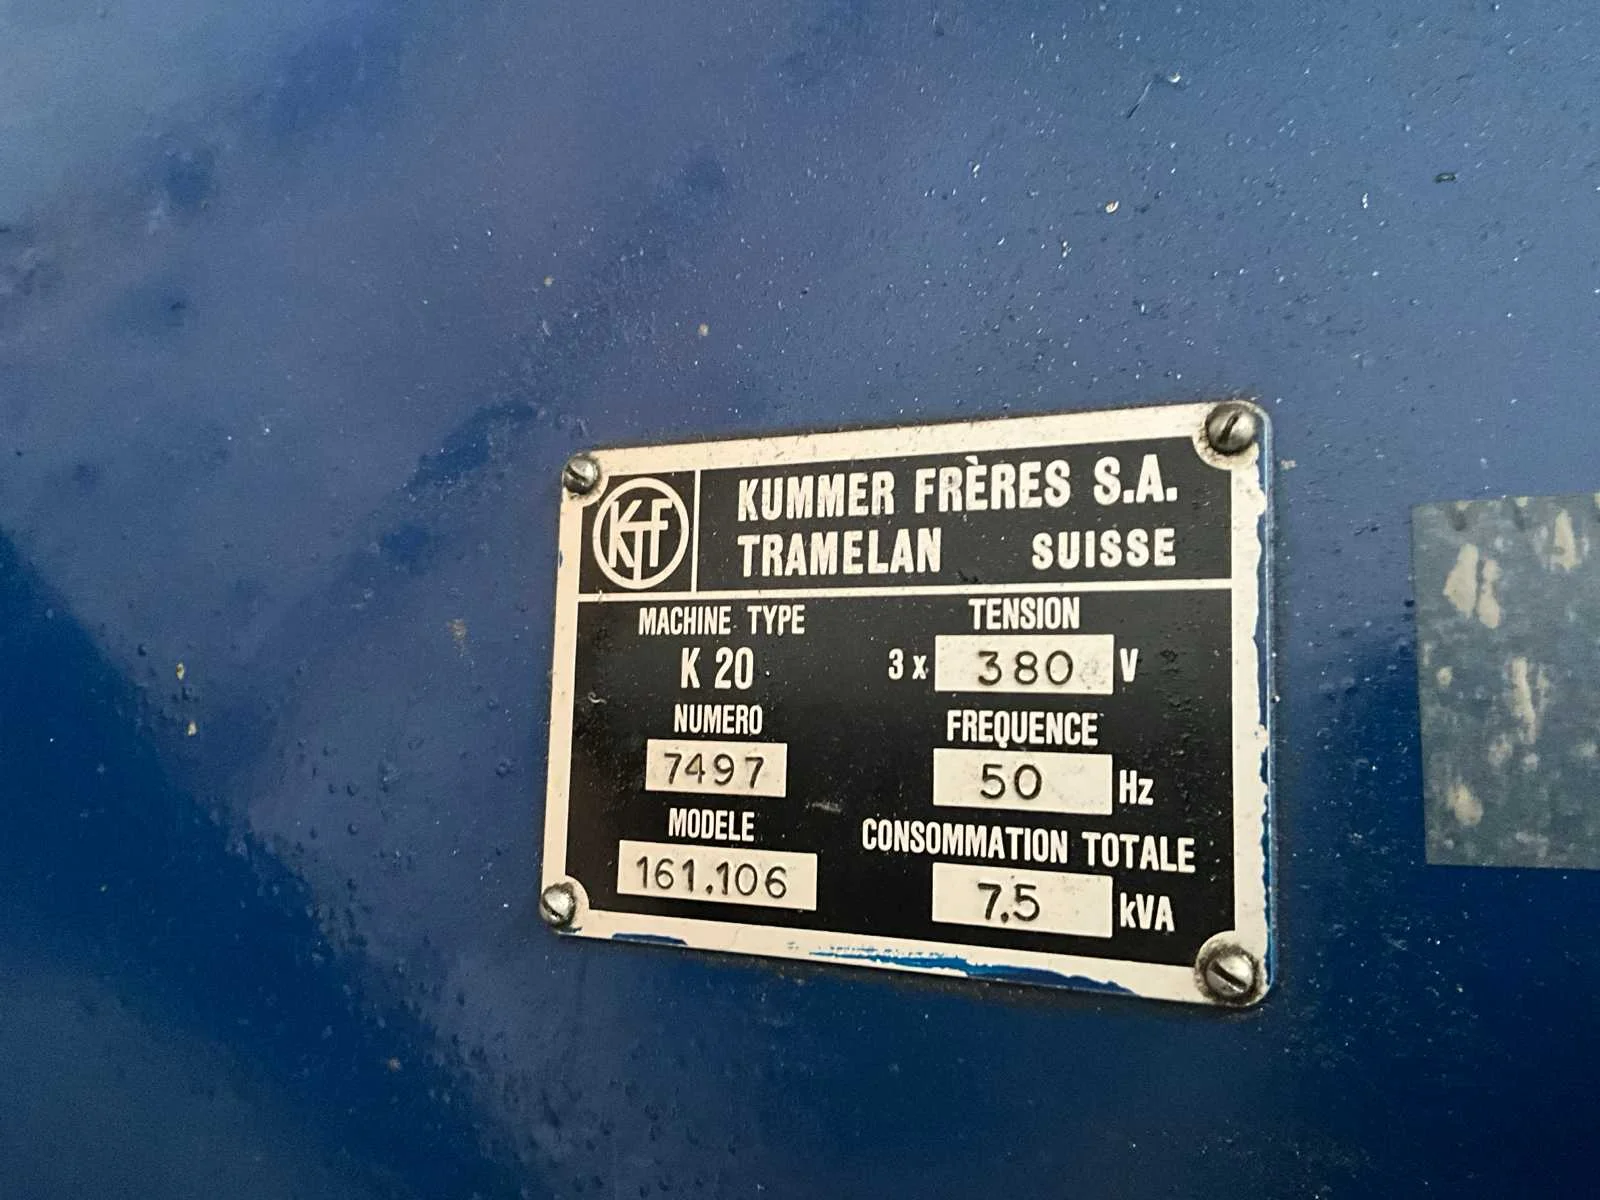 KTF
KUMMER FRÈRES S.A.
TRAMELAN SUISSE
MACHINE TYPE
K 20
NUMERO
7497
MODELE
161.106
TENSION
3 x 380 V
FREQUENCE
50 Hz
CONSOMMATION TOTALE
7.5 kVA